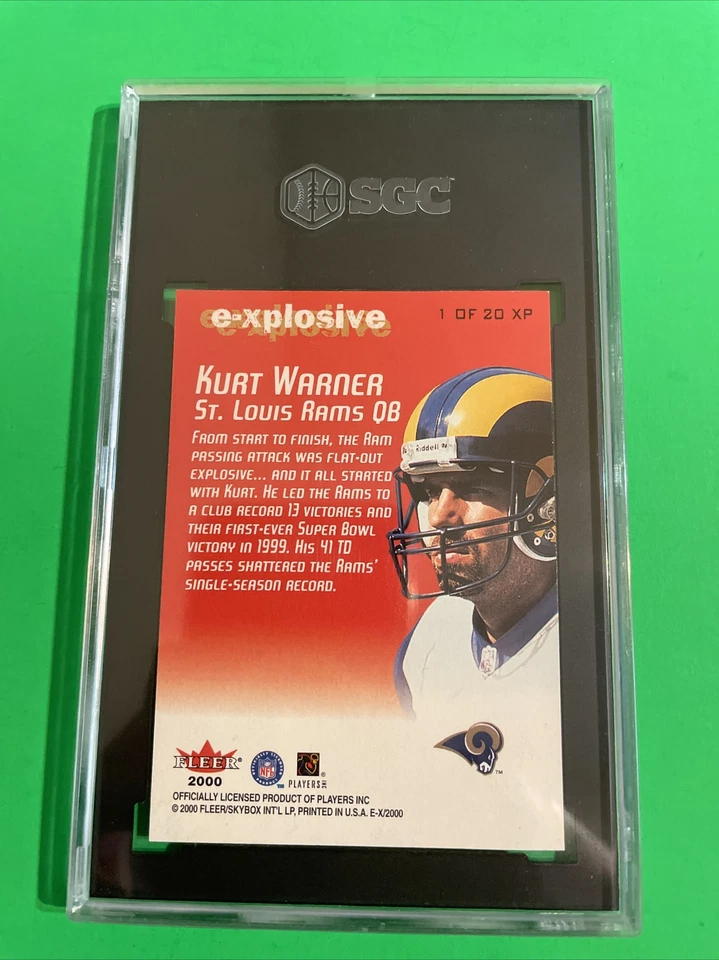 SGC
e-xplosive
1 OF 20 XP
KURT WARNER
ST. LOUIS RAMS QB
FROM START TO FINISH, THE RAM
PASSING ATTACK WAS FLAT-OUT
EXPLOSIVE... AND IT ALL STARTED
WITH KURT. HE LED THE RAMS TO
A CLUB RECORD 13 VICTORIES AND
THEIR FIRST-EVER SUPER BOWL
VICTORY IN 1999. HIS 41 TD
PASSES SHATTERED THE RAMS'
SINGLE-SEASON RECORD.
Riddell
FLEER®
2000
NFL
PLAYERS INC
OFFICIALLY LICENSED PRODUCT OF PLAYERS INC
© 2000 FLEER/SKYBOX INT'L LP, PRINTED IN U.S.A. E-X/2000